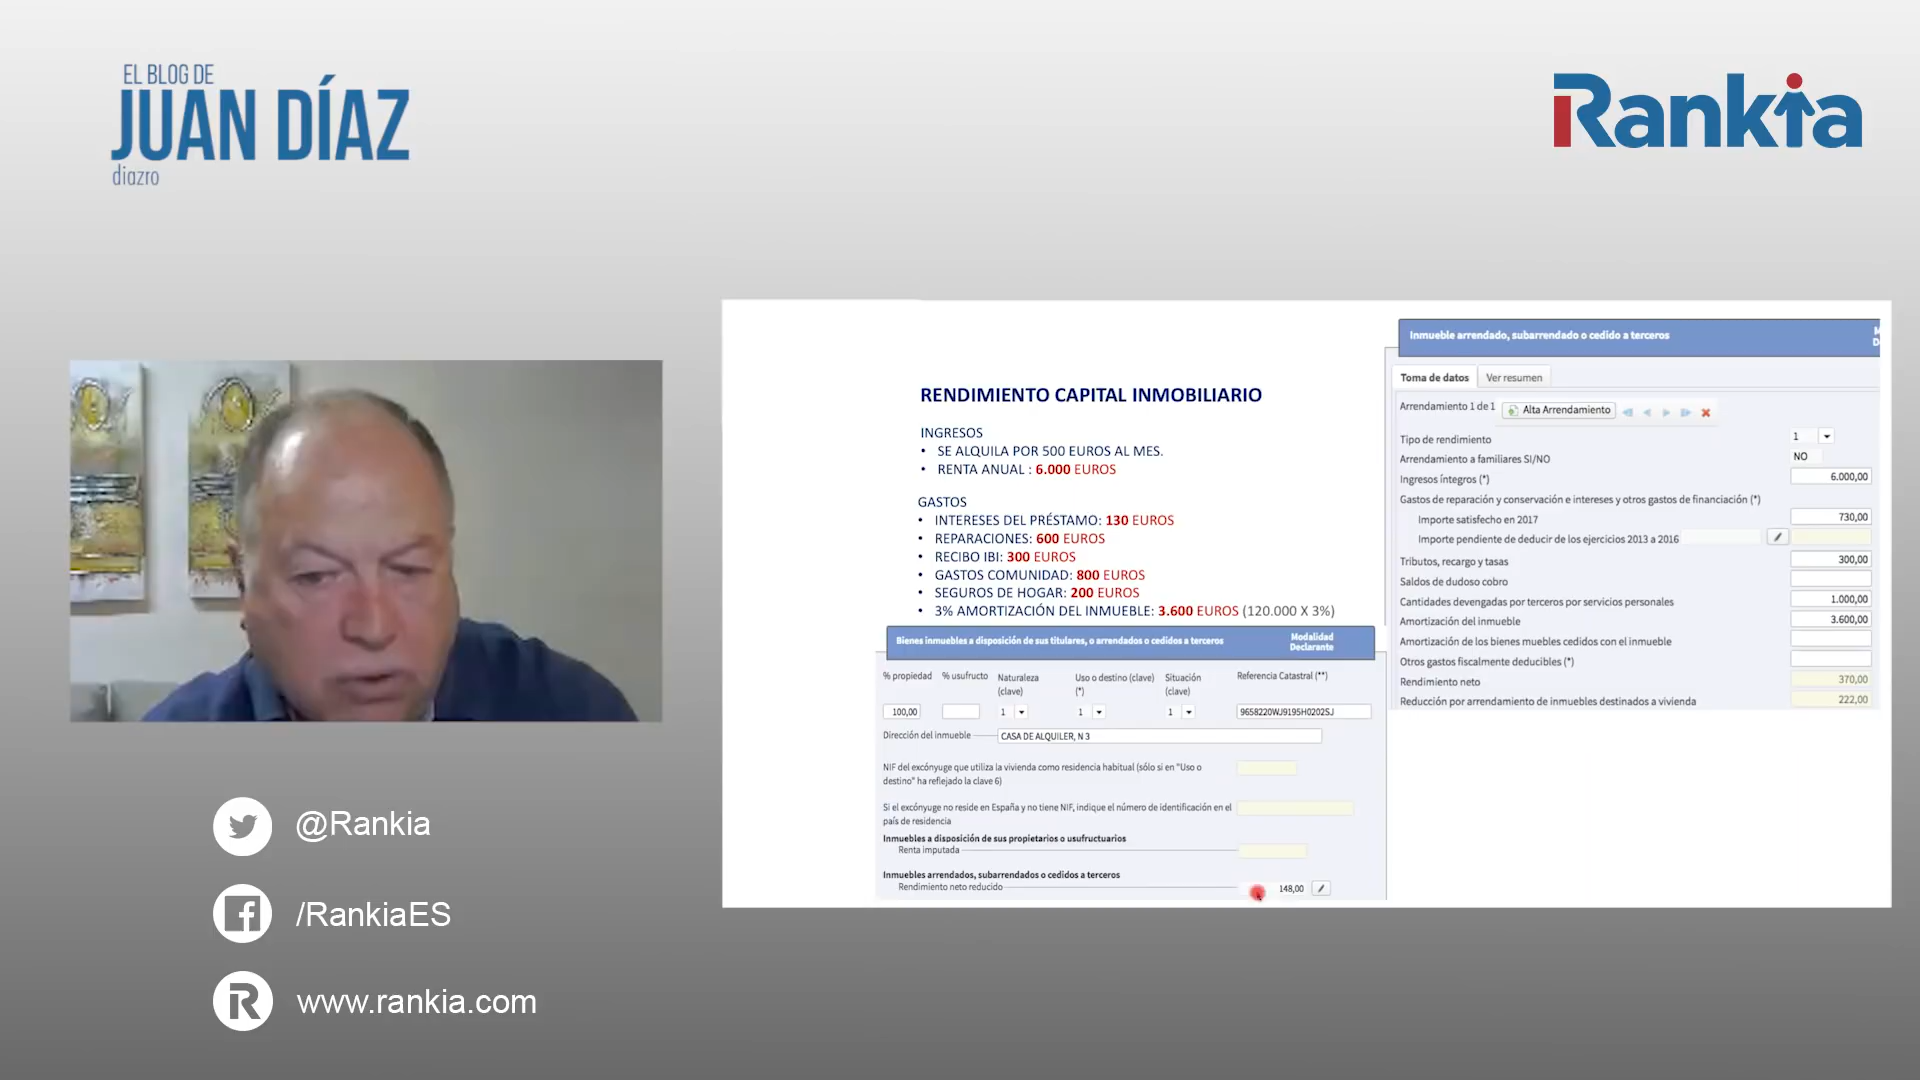 EL BLOG DE
JUAN DÍAZ
diazro
Rankia
RENDIMIENTO CAPITAL INMOBILIARIO
INGRESOS
• SE ALQUILA POR 500 EUROS AL MES.
• RENTA ANUAL : 6.000 EUROS
GASTOS
• INTERESES DEL PRÉSTAMO: 130 EUROS
• REPARACIONES: 600 EUROS
• RECIBO IBI: 300 EUROS
• GASTOS COMUNIDAD: 800 EUROS
• SEGUROS DE HOGAR: 200 EUROS
• 3% AMORTIZACIÓN DEL INMUEBLE: 3.600 EUROS (120.000 X 3%)
Bienes inmuebles a disposición de sus titulares, o arrendados o cedidos a terceros
Modalidad
Declarante
% propiedad % usufructo Naturaleza (clave) Uso o destino (clave) (*) Situación (clave) Referencia Catastral (**)
100,00 1 1 1 9658220WJ9195H0202SJ
Dirección del inmueble CASA DE ALQUILER, N 3
NIF del excónyuge que utiliza la vivienda como residencia habitual (sólo si en "Uso o
destino" ha reflejado la clave 6)
Si el excónyuge no reside en España y no tiene NIF, indique el número de identificación en el
país de residencia
Inmuebles a disposición de sus propietarios o usufructuarios
Renta imputada
Inmuebles arrendados, subarrendados o cedidos a terceros
Rendimiento neto reducido 148,00
Inmueble arrendado, subarrendado o cedido a terceros
Toma de datos Ver resumen
Arrendamiento 1 de 1 Alta Arrendamiento
Tipo de rendimiento 1
Arrendamiento a familiares SI/NO NO
Ingresos íntegros (*) 6.000,00
Gastos de reparación y conservación e intereses y otros gastos de financiación (*)
Importe satisfecho en 2017 730,00
Importe pendiente de deducir de los ejercicios 2013 a 2016
Tributos, recargo y tasas 300,00
Saldos de dudoso cobro
Cantidades devengadas por terceros por servicios personales 1.000,00
Amortización del inmueble 3.600,00
Amortización de los bienes muebles cedidos con el inmueble
Otros gastos fiscalmente deducibles (*)
Rendimiento neto 370,00
Reducción por arrendamiento de inmuebles destinados a vivienda 222,00
@Rankia
/RankiaES
www.rankia.com